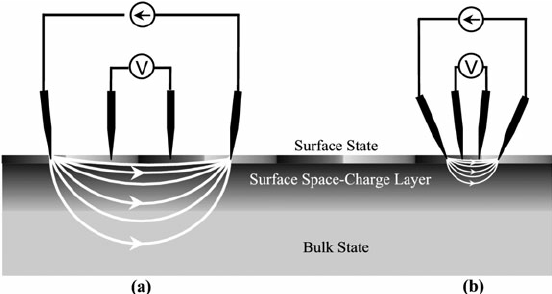 V
V
Surface State
Surface Space-Charge Layer
Bulk State
(a)
(b)